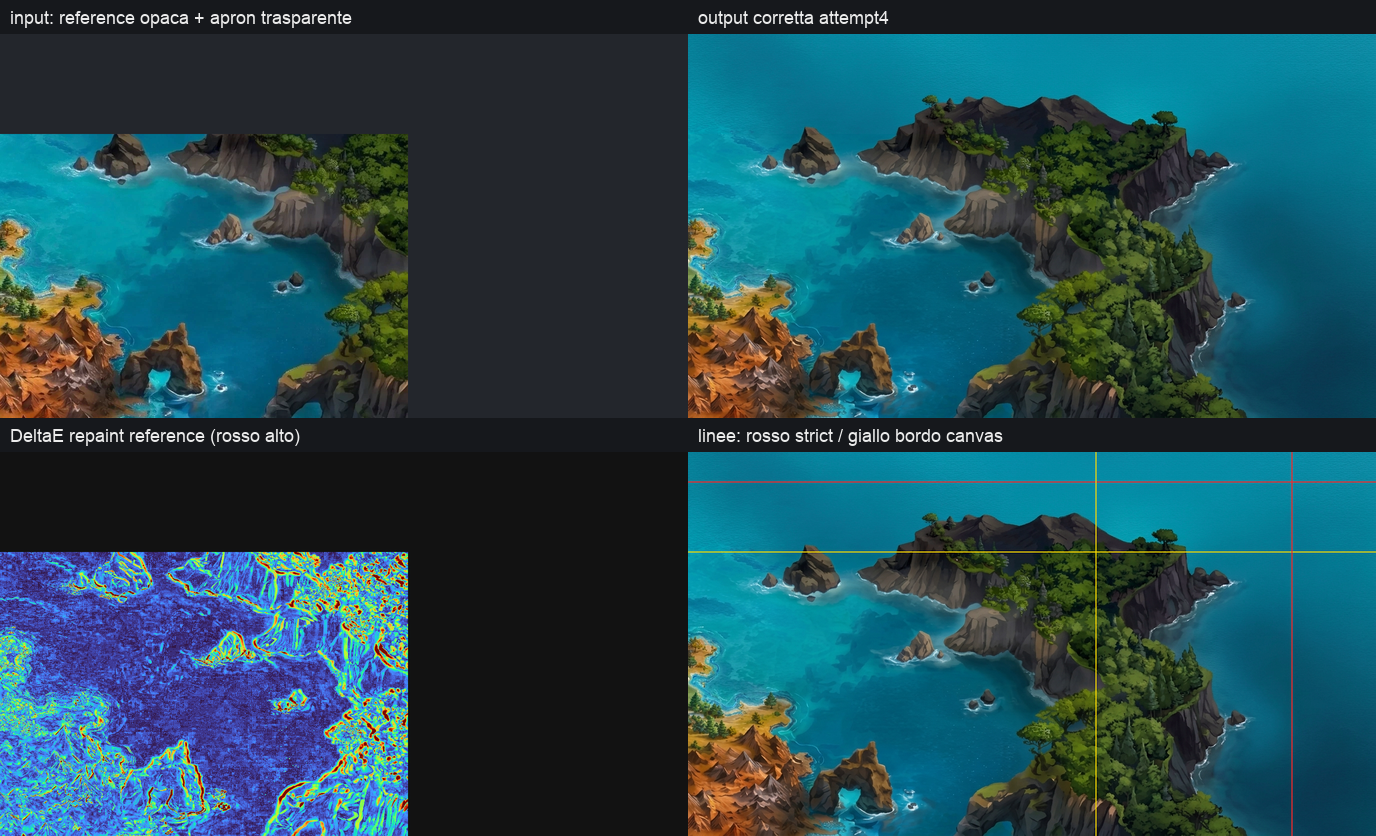 input: reference opaca + apron trasparente
output corretta attempt4
DeltaE repaint reference (rosso alto)
linee: rosso strict / giallo bordo canvas